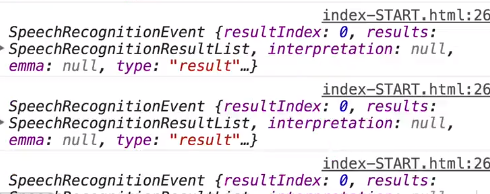 index-START.html:26
SpeechRecognitionEvent {resultIndex: 0, results:
SpeechRecognitionResultList, interpretation: null,
emma: null, type: "result"…}
index-START.html:26
SpeechRecognitionEvent {resultIndex: 0, results:
SpeechRecognitionResultList, interpretation: null,
emma: null, type: "result"…}
index-START.html:26
SpeechRecognitionEvent {resultIndex: 0, results: